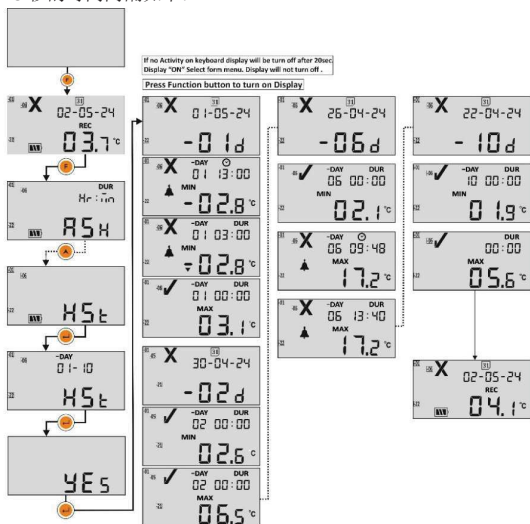 If no Activity on keyboard display will be turn off after 20sec.
Display "ON" Select form menu. Display will not turn off .
Press Function button to turn on Display
F
31
02-05-24
REC
03.7 °C
F
DUR
ASH
HSt
-DAY
01-10
HSt
YES
31
01-05-24
-01d
-DAY
01 13:00
MIN
-02.8 °C
-DAY DUR
01 03:00
MIN
-02.8 °C
-DAY DUR
01 00:00
MAX
03.1 °C
31
30-04-24
-02d
-DAY DUR
02 00:00
MIN
02.6 °C
-DAY DUR
02 00:00
MAX
06.5 °C
31
26-04-24
-06d
-DAY DUR
06 00:00
MIN
02.1 °C
-DAY
06 09:48
MAX
17.2 °C
-DAY DUR
06 13:40
MAX
17.2 °C
31
22-04-24
-10d
-DAY DUR
10 00:00
MIN
01.9 °C
DUR
00:00
MAX
05.6 °C
31
02-05-24
REC
04.1 °C